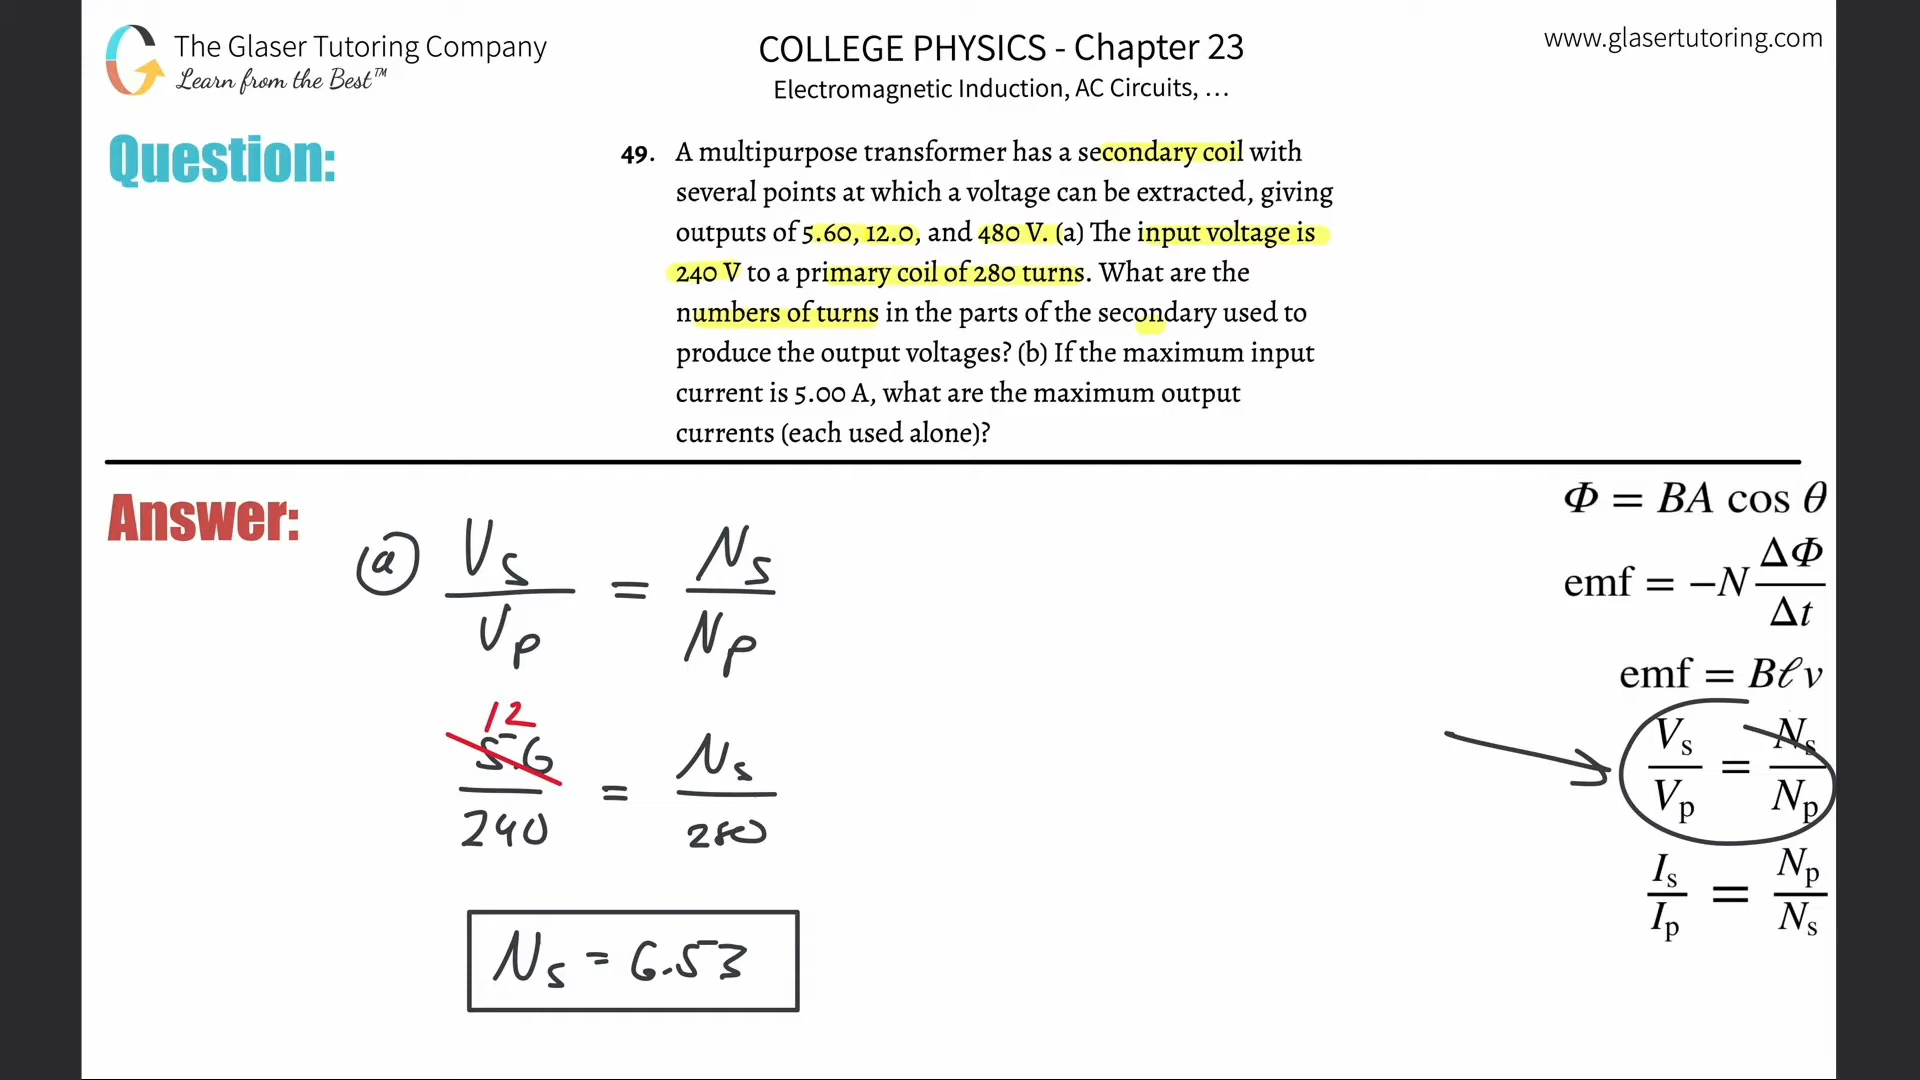 The Glaser Tutoring Company
Learn from the Best™
COLLEGE PHYSICS - Chapter 23
Electromagnetic Induction, AC Circuits, …
www.glasertutoring.com
Question:
49. A multipurpose transformer has a secondary coil with
several points at which a voltage can be extracted, giving
outputs of 5.60, 12.0, and 480 V. (a) The input voltage is
240 V to a primary coil of 280 turns. What are the
numbers of turns in the parts of the secondary used to
produce the output voltages? (b) If the maximum input
current is 5.00 A, what are the maximum output
currents (each used alone)?
Answer:
(a) Vs/Vp = Ns/Np
12
5.6/240 = Ns/280
Ns = 6.53
Φ = BA cos θ
emf = −N ΔΦ/Δt
emf = Bℓv
Vs/Vp = Ns/Np
Is/Ip = Np/Ns